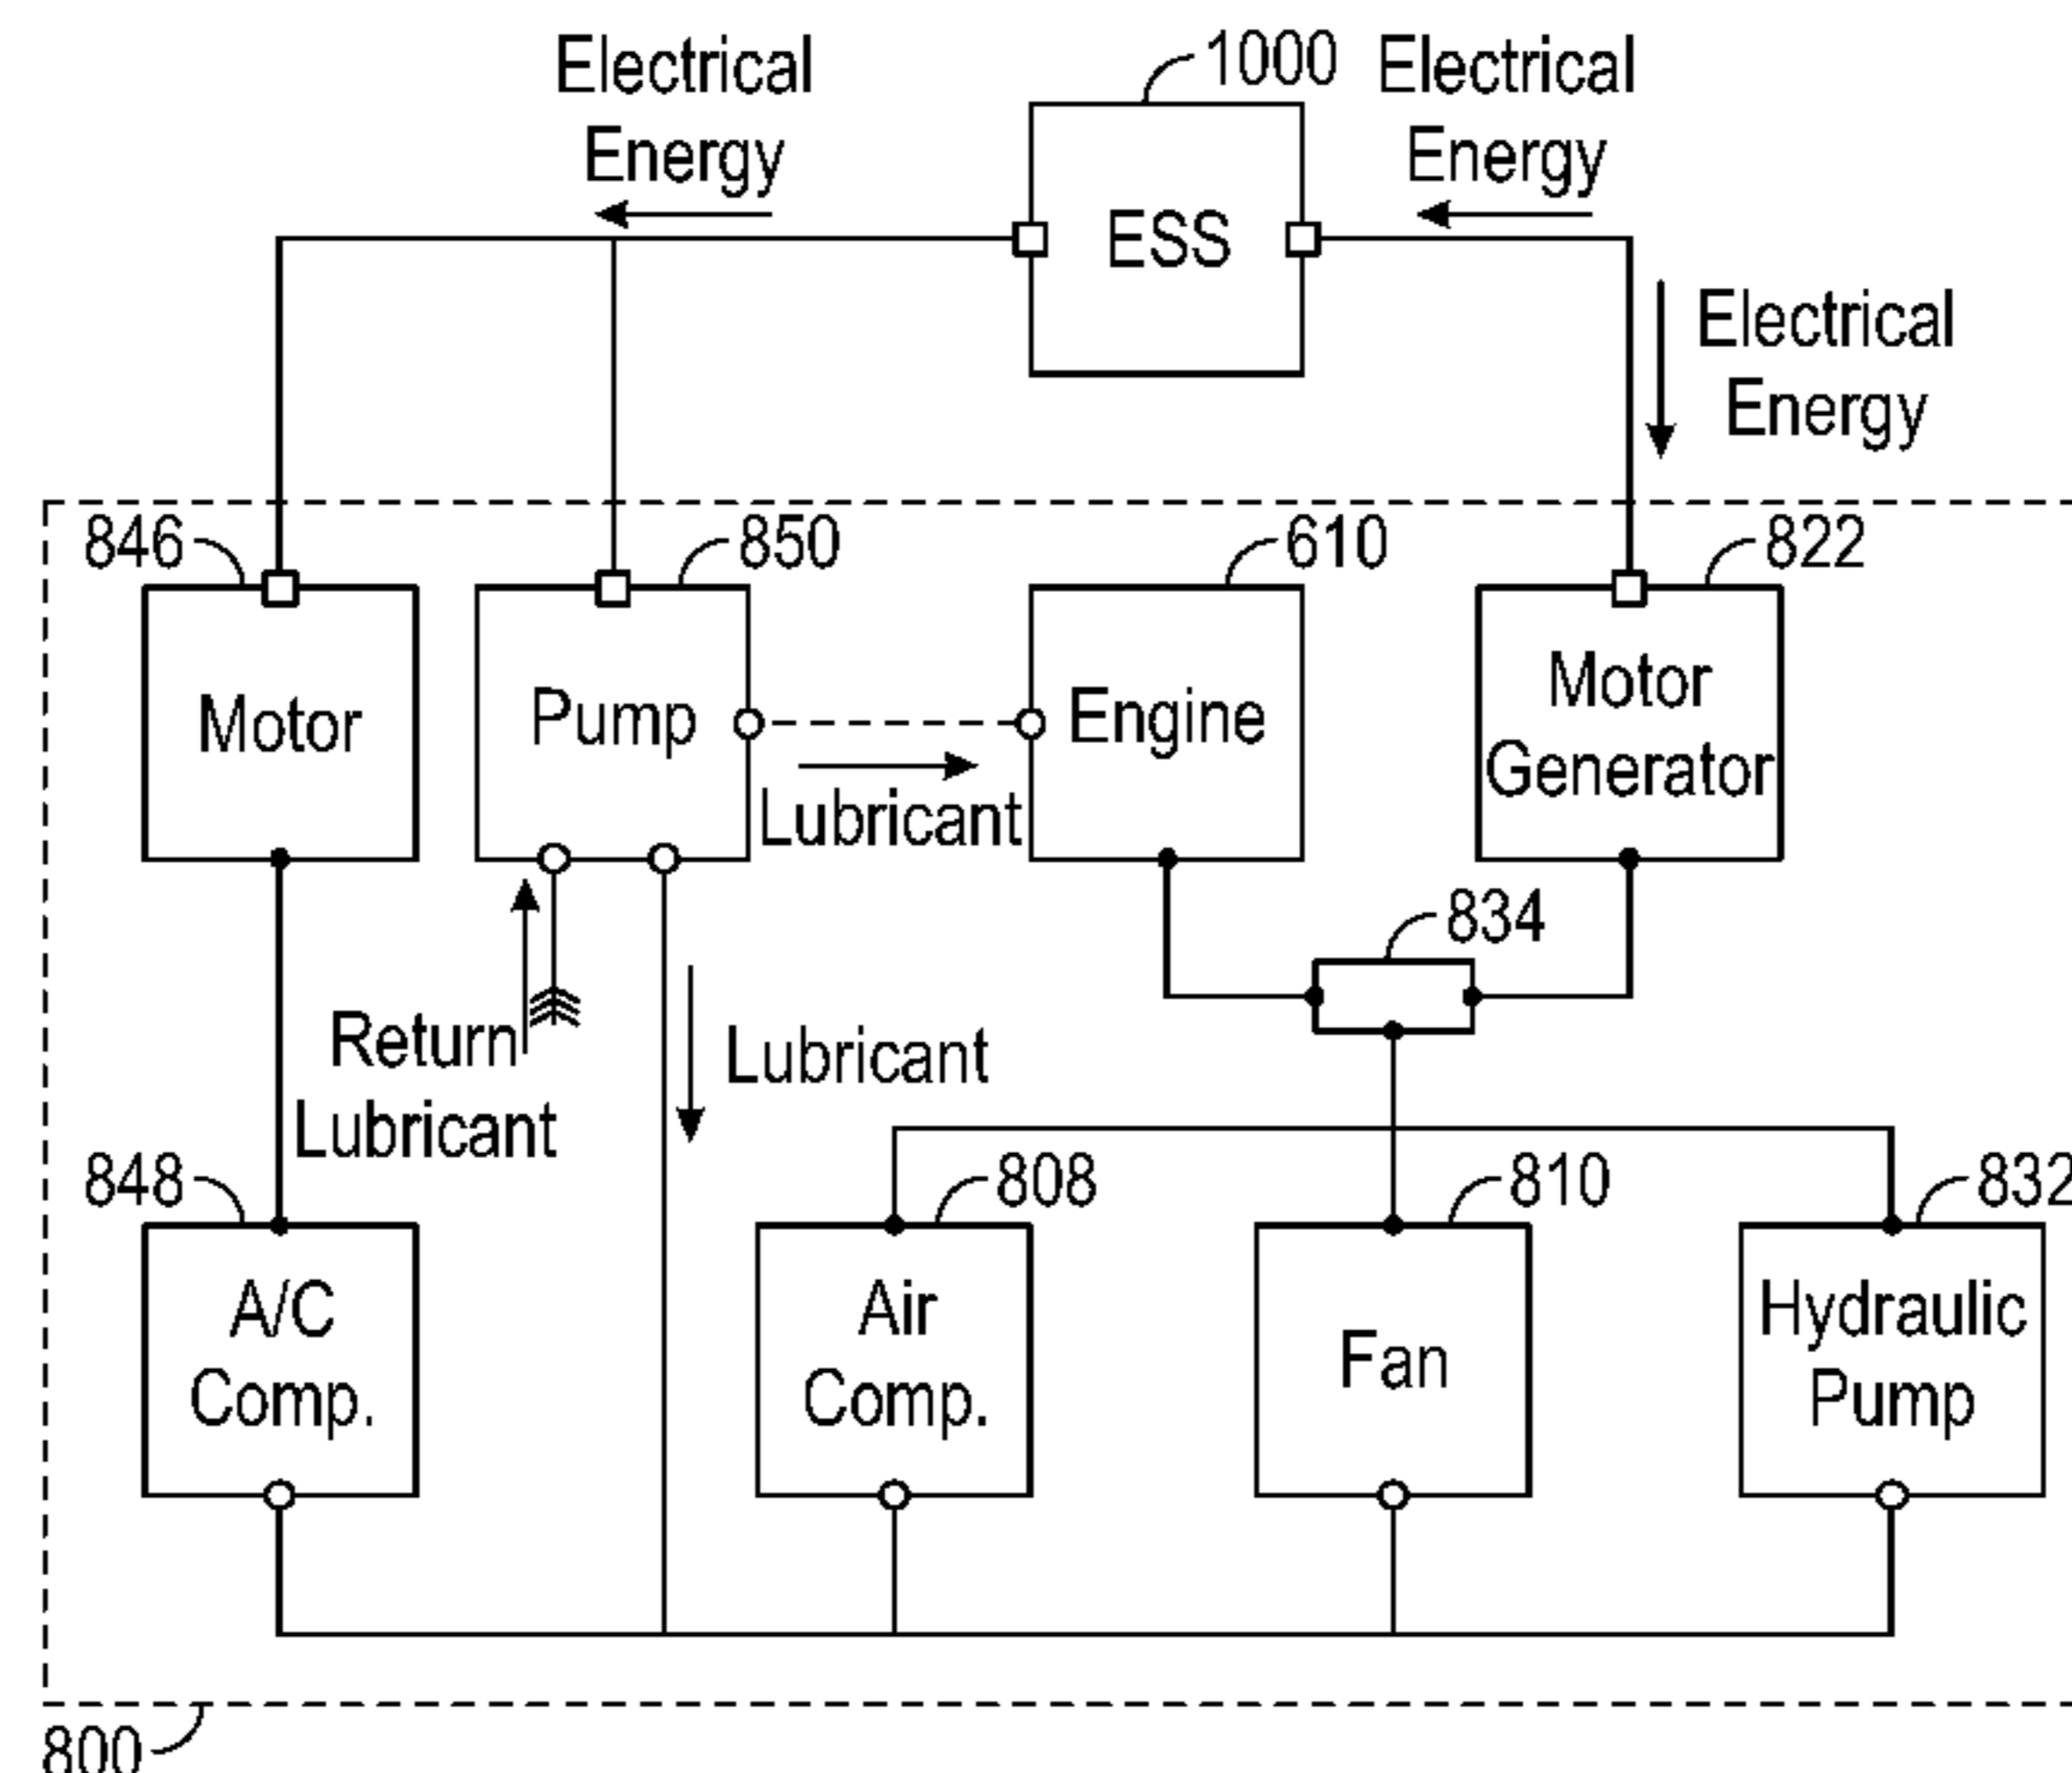 Electrical
Energy
1000
Electrical
Energy
ESS
Electrical
Energy
846
850
610
822
Motor
Pump
Engine
Motor
Generator
Lubricant
834
Return
Lubricant
Lubricant
848
808
810
832
A/C
Comp.
Air
Comp.
Fan
Hydraulic
Pump
800